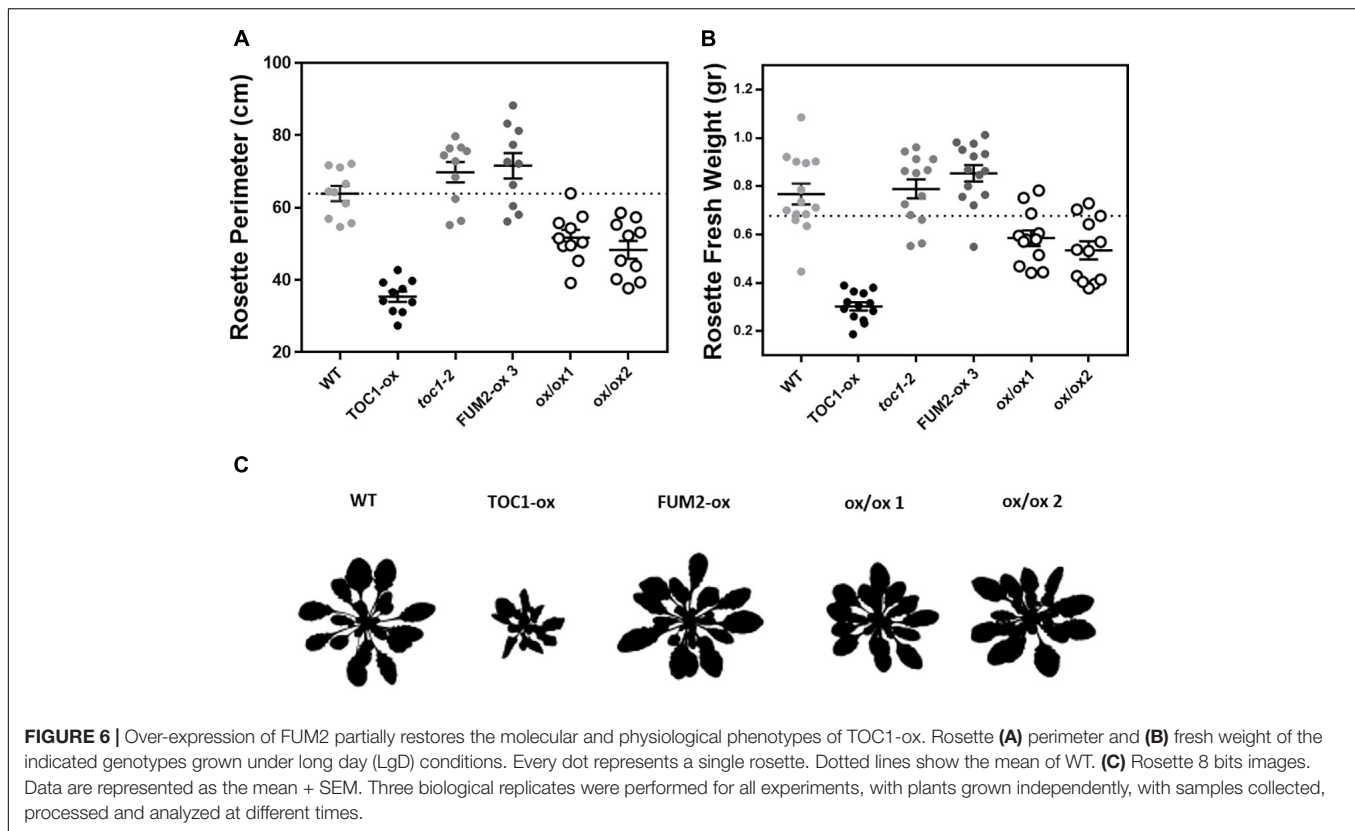 A
Rosette Perimeter (cm)
100
80
60
40
20
WT
TOC1-ox
toc1-2
FUM2-ox 3
ox/ox1
ox/ox2
B
Rosette Fresh Weight (gr)
1.2
1.0
0.8
0.6
0.4
0.2
WT
TOC1-ox
toc1-2
FUM2-ox 3
ox/ox1
ox/ox2
C
WT
TOC1-ox
FUM2-ox
ox/ox 1
ox/ox 2
FIGURE 6 | Over-expression of FUM2 partially restores the molecular and physiological phenotypes of TOC1-ox. Rosette (A) perimeter and (B) fresh weight of the
indicated genotypes grown under long day (LgD) conditions. Every dot represents a single rosette. Dotted lines show the mean of WT. (C) Rosette 8 bits images.
Data are represented as the mean + SEM. Three biological replicates were performed for all experiments, with plants grown independently, with samples collected,
processed and analyzed at different times.